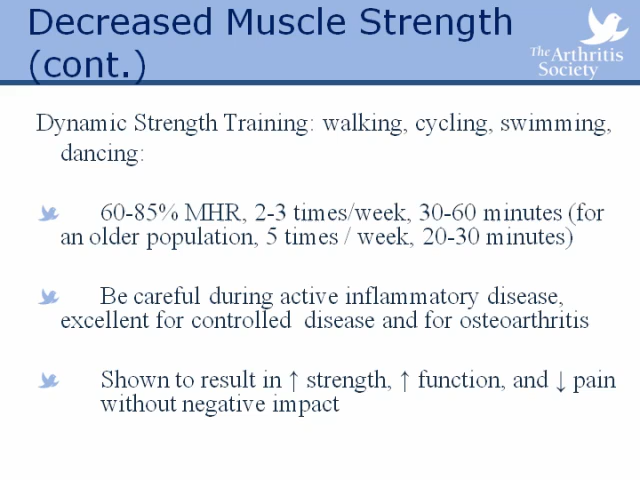 Decreased Muscle Strength
(cont.)
The Arthritis
Society
Dynamic Strength Training: walking, cycling, swimming,
dancing:
60-85% MHR, 2-3 times/week, 30-60 minutes (for
an older population, 5 times / week, 20-30 minutes)
Be careful during active inflammatory disease,
excellent for controlled  disease and for osteoarthritis
Shown to result in ↑ strength, ↑ function, and ↓ pain
without negative impact